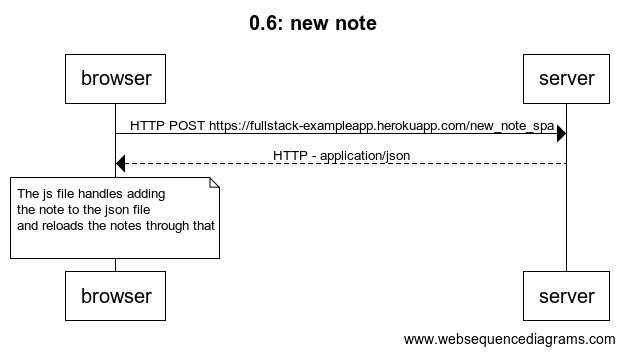 0.6: new note
browser
server
HTTP POST https://fullstack-exampleapp.herokuapp.com/new_note_spa
HTTP - application/json
The js file handles adding
the note to the json file
and reloads the notes through that
browser
server
www.websequencediagrams.com